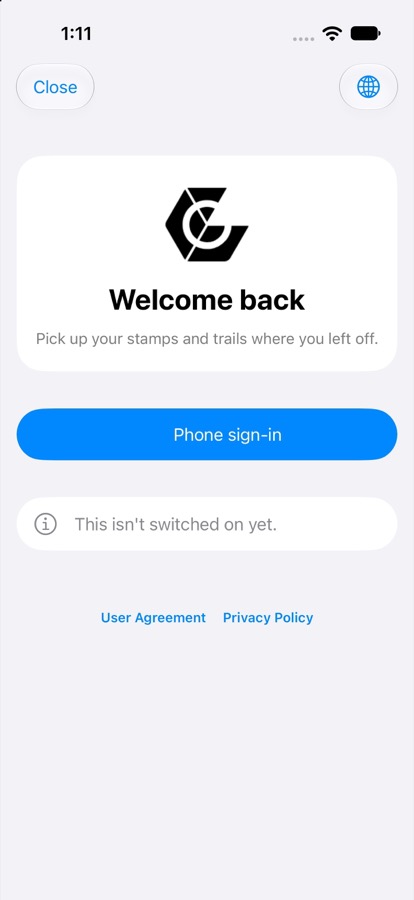 1:11
Close
Welcome back
Pick up your stamps and trails where you left off.
Phone sign-in
This isn't switched on yet.
User Agreement Privacy Policy